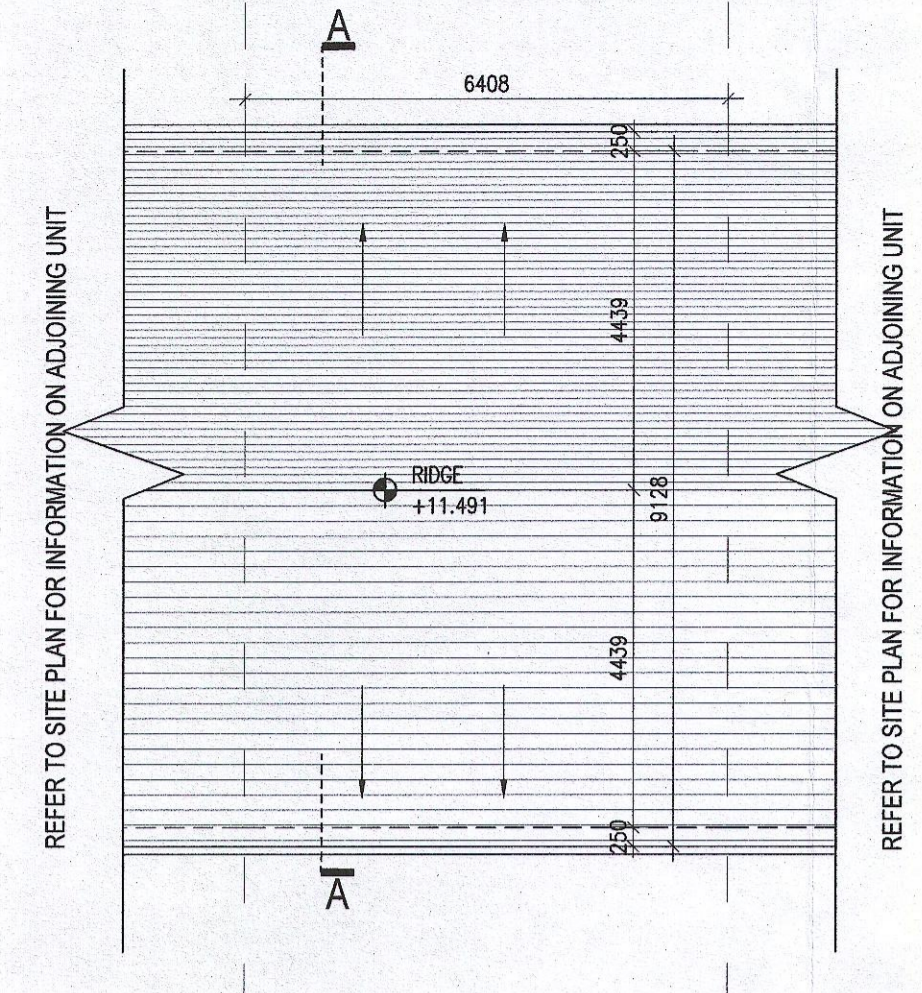 A
6408
250
REFER TO SITE PLAN FOR INFORMATION ON ADJOINING UNIT
REFER TO SITE PLAN FOR INFORMATION ON ADJOINING UNIT
4439
RIDGE
+11.491
9128
4439
250
A